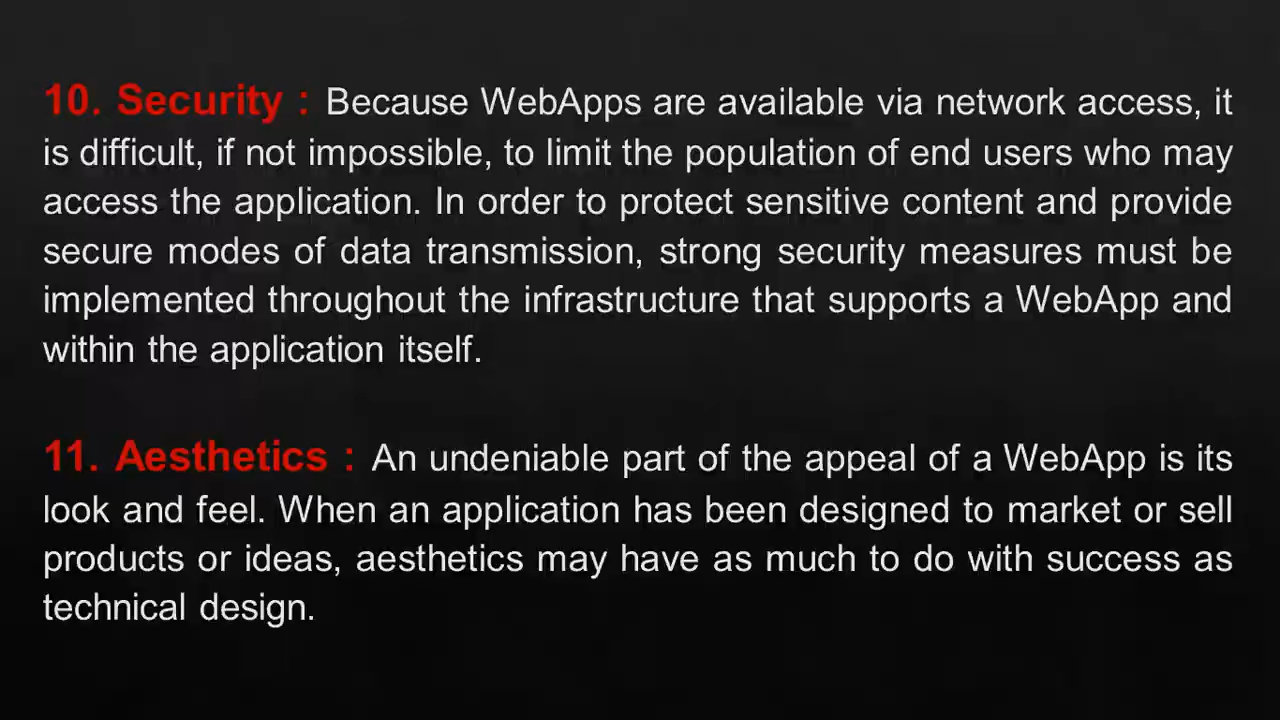 10. Security : Because WebApps are available via network access, it
is difficult, if not impossible, to limit the population of end users who may
access the application. In order to protect sensitive content and provide
secure modes of data transmission, strong security measures must be
implemented throughout the infrastructure that supports a WebApp and
within the application itself.
11. Aesthetics : An undeniable part of the appeal of a WebApp is its
look and feel. When an application has been designed to market or sell
products or ideas, aesthetics may have as much to do with success as
technical design.